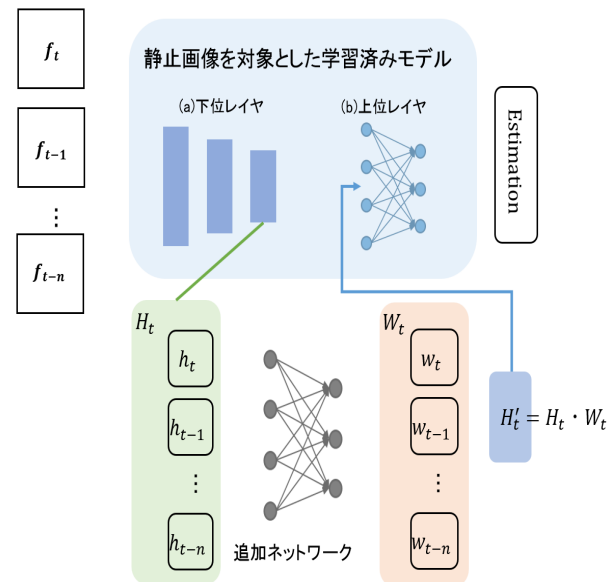 f_t
f_{t-1}
⋮
f_{t-n}
静止画像を対象とした学習済みモデル
(a)下位レイヤ
(b)上位レイヤ
Estimation
H_t
h_t
h_{t-1}
⋮
h_{t-n}
追加ネットワーク
W_t
w_t
w_{t-1}
⋮
w_{t-n}
H'_t = H_t・W_t